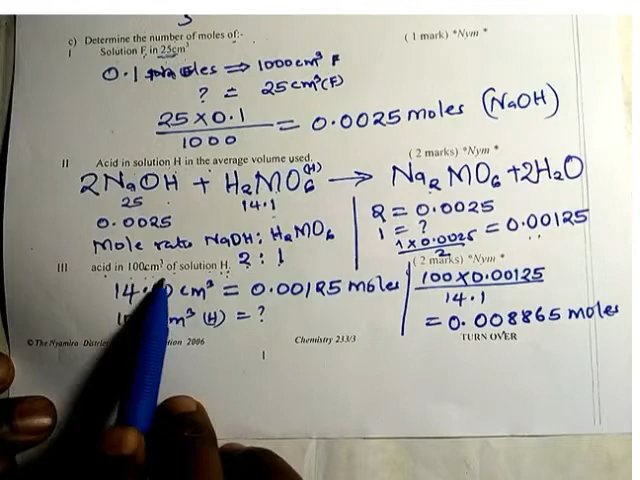 c) Determine the number of moles of:-
I Solution F in 25cm³ (1 mark) *Nym *
0.1 moles ⇒ 1000cm³ F
? = 25cm³(F)
25 x 0.1 / 1000 = 0.0025 moles (NaOH)
II Acid in solution H in the average volume used. (2 marks) *Nym *
2NaOH + H₂MO₆ (H) → Na₂MO₆ + 2H₂O
25 14.1
0.0025
Mole rato NaOH : H₂MO₆
2 : 1
2 = 0.0025
1 = ?
1 x 0.0025 / 2 = 0.00125
III acid in 100cm³ of solution H. (2 marks) *Nym *
cm³ = 0.00125 moles
m³ (H) = ?
100 x 0.00125 / 14.1
= 0.008865 moles
©The Nyamira 2006 Chemistry 233/3 TURN OVER
1